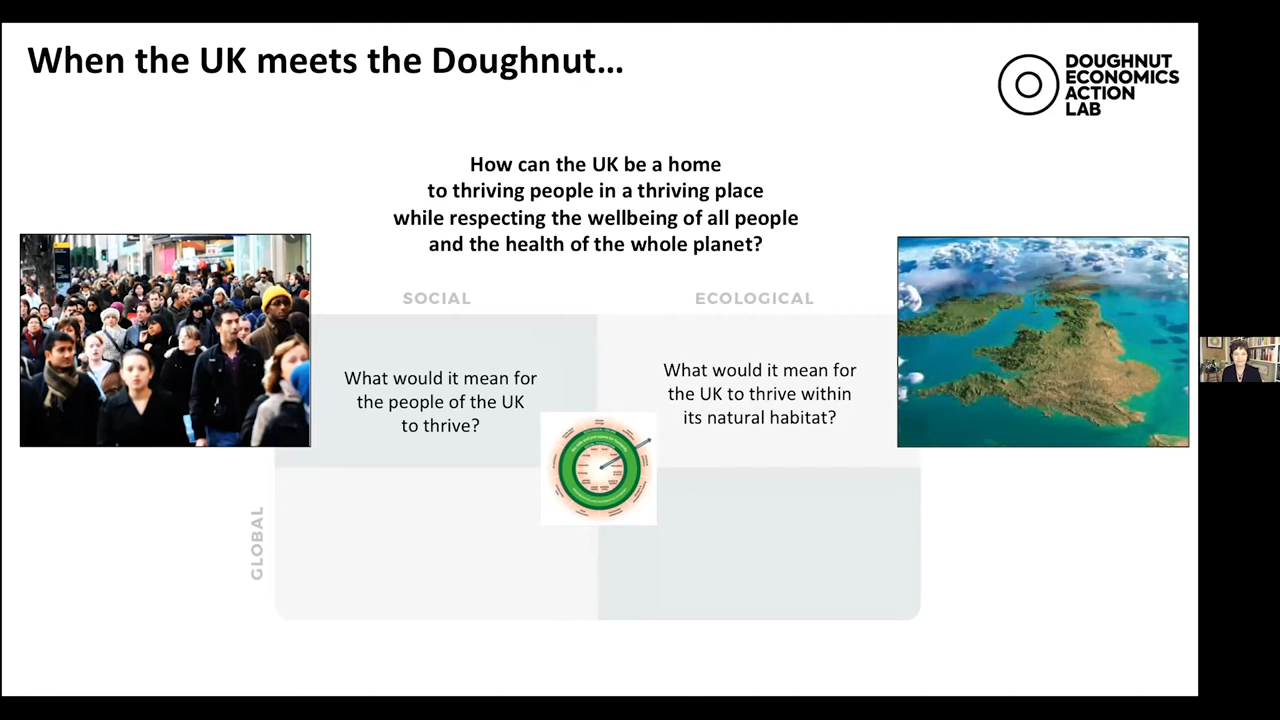 When the UK meets the Doughnut...
DOUGHNUT
ECONOMICS
ACTION
LAB
How can the UK be a home
to thriving people in a thriving place
while respecting the wellbeing of all people
and the health of the whole planet?
SOCIAL
ECOLOGICAL
What would it mean for
the people of the UK
to thrive?
What would it mean for
the UK to thrive within
its natural habitat?
GLOBAL